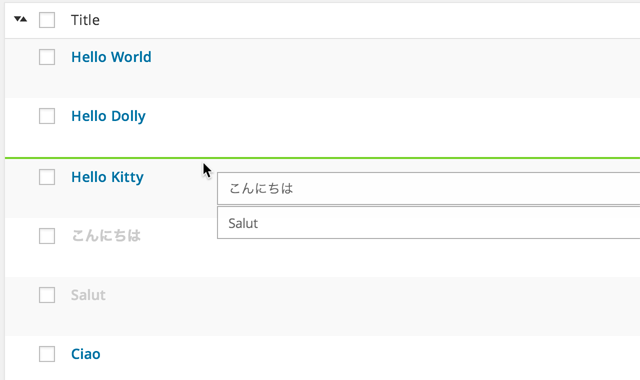 Title
Hello World
Hello Dolly
Hello Kitty
こんにちは
Salut
こんにちは
Salut
Ciao